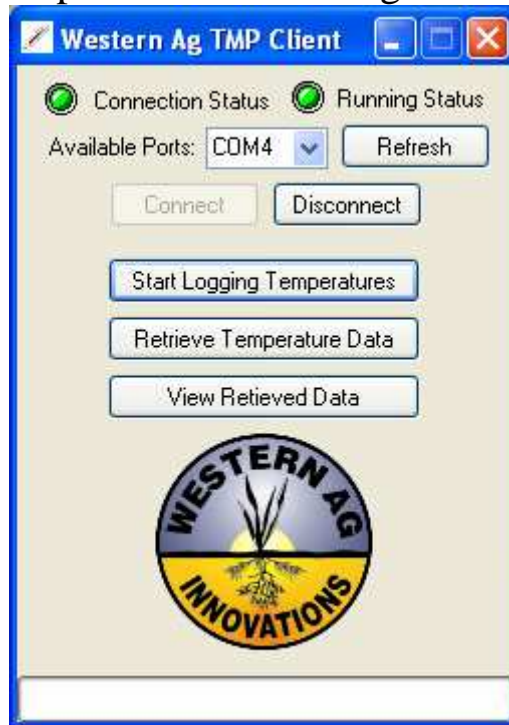 Western Ag TMP Client
Connection Status Running Status
Available Ports: COM4 Refresh
Connect Disconnect
Start Logging Temperatures
Retrieve Temperature Data
View Retieved Data
WESTERN AG
INNOVATIONS